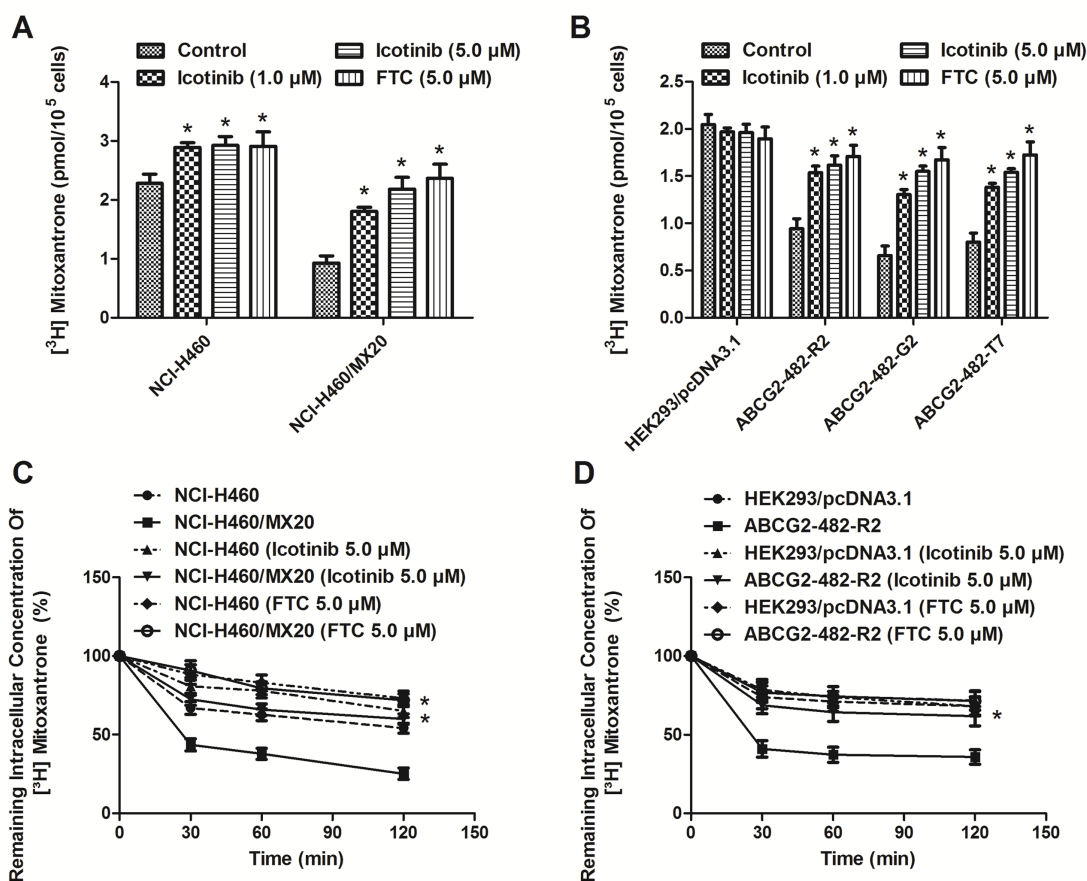 A
Control
Icotinib (5.0 μM)
Icotinib (1.0 μM)
FTC (5.0 μM)
[³H] Mitoxantrone (pmol/10⁵ cells)
4
3
2
1
0
* * *
* * *
NCI-H460
NCI-H460/MX20
B
Control
Icotinib (5.0 μM)
Icotinib (1.0 μM)
FTC (5.0 μM)
[³H] Mitoxantrone (pmol/10⁵ cells)
2.5
2.0
1.5
1.0
0.5
0.0
* * *
* * *
* * *
HEK293/pcDNA3.1
ABCG2-482-R2
ABCG2-482-G2
ABCG2-482-T7
C
NCI-H460
NCI-H460/MX20
NCI-H460 (Icotinib 5.0 μM)
NCI-H460/MX20 (Icotinib 5.0 μM)
NCI-H460 (FTC 5.0 μM)
NCI-H460/MX20 (FTC 5.0 μM)
Remaining Intracellular Concentration Of
[³H] Mitoxantrone (%)
150
100
50
0
*
*
0 30 60 90 120 150
Time (min)
D
HEK293/pcDNA3.1
ABCG2-482-R2
HEK293/pcDNA3.1 (Icotinib 5.0 μM)
ABCG2-482-R2 (Icotinib 5.0 μM)
HEK293/pcDNA3.1 (FTC 5.0 μM)
ABCG2-482-R2 (FTC 5.0 μM)
Remaining Intracellular Concentration Of
[³H] Mitoxantrone (%)
150
100
50
0
*
0 30 60 90 120 150
Time (min)